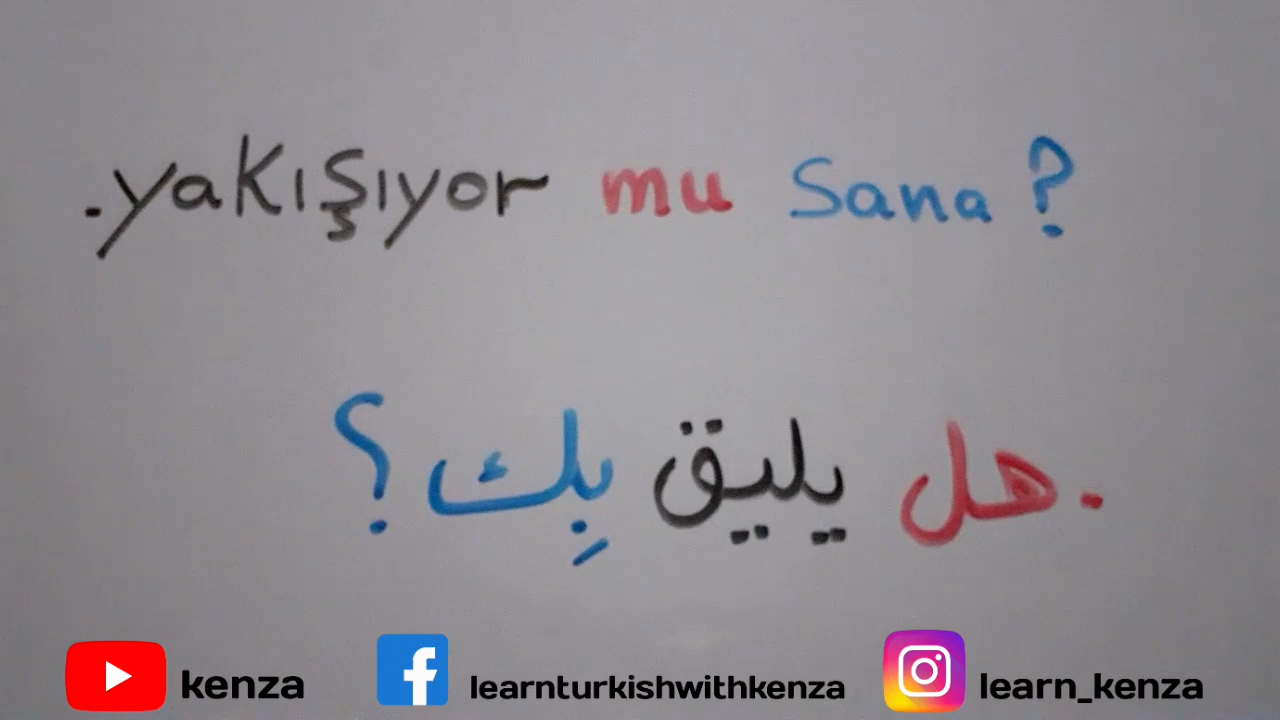 .yakışıyor mu Sana ?
.هل يليق بِك ؟
kenza learnturkishwithkenza learn_kenza